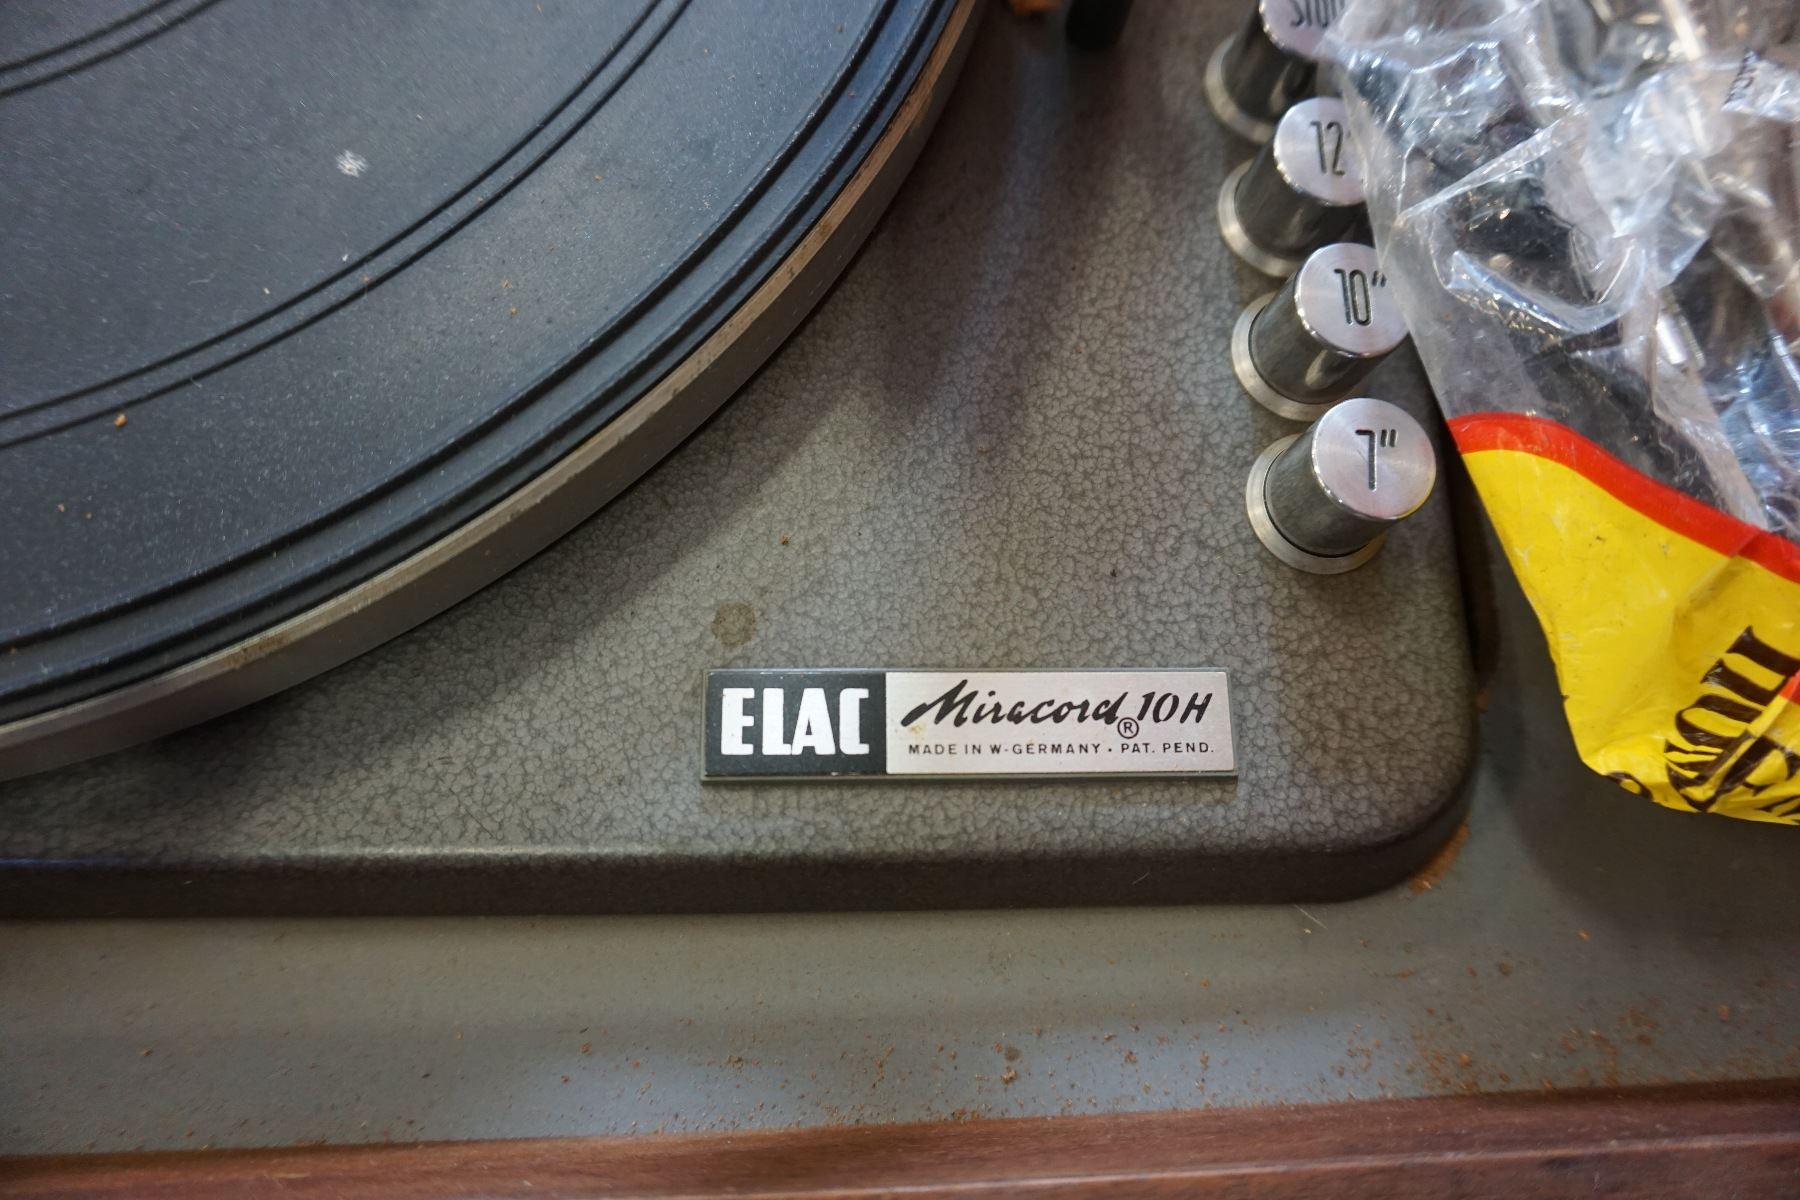 12"
10"
7"
ELAC Miracord® 10H
MADE IN W-GERMANY • PAT. PEND.